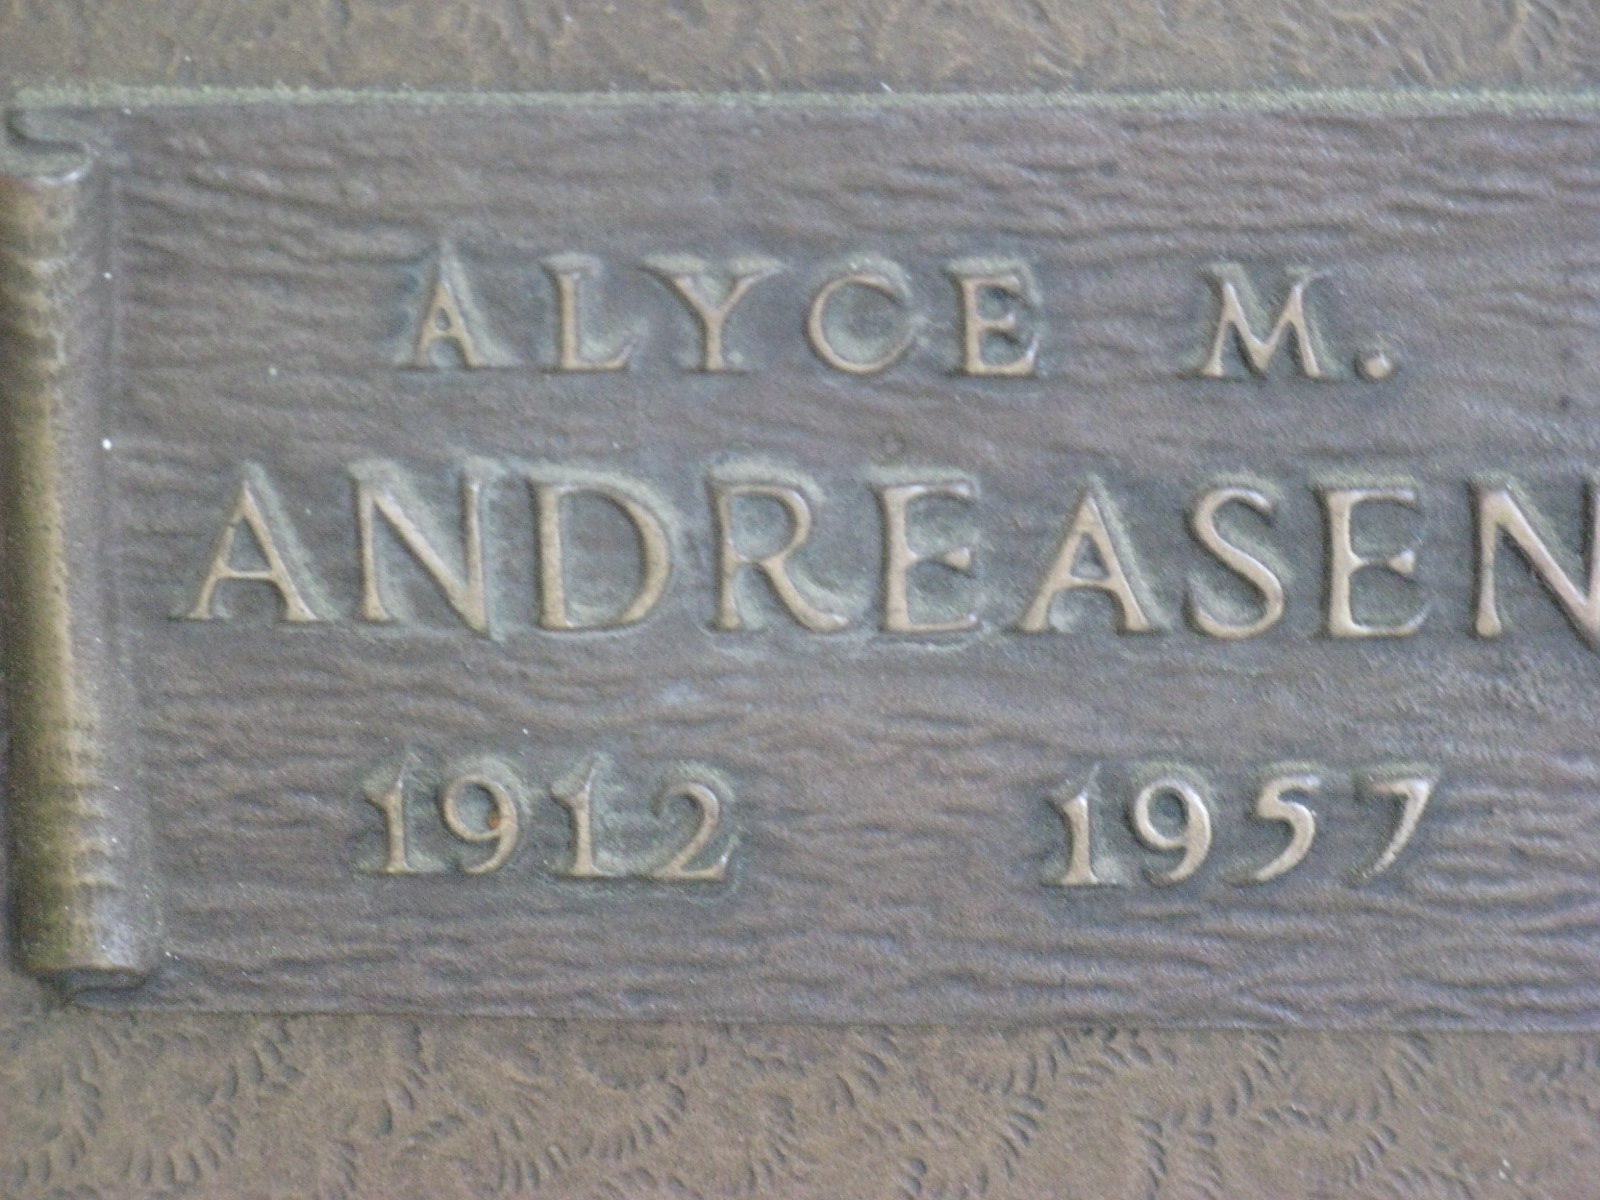 ALYCE M.
ANDREASEN
1912 1957